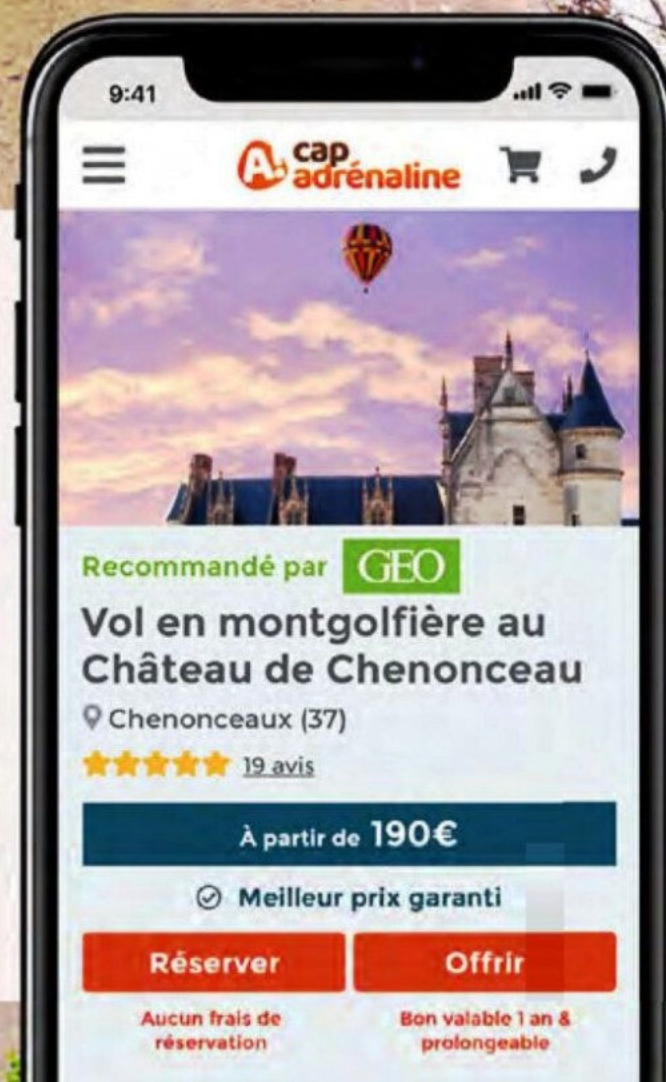 9:41
A
cap
adrénaline
Recommandé par GEO
Vol en montgolfière au
Château de Chenonceau
Chenonceaux (37)
19 avis
À partir de 190€
Meilleur prix garanti
Réserver
Offrir
Aucun frais de
réservation
Bon valable 1 an &
prolongeable